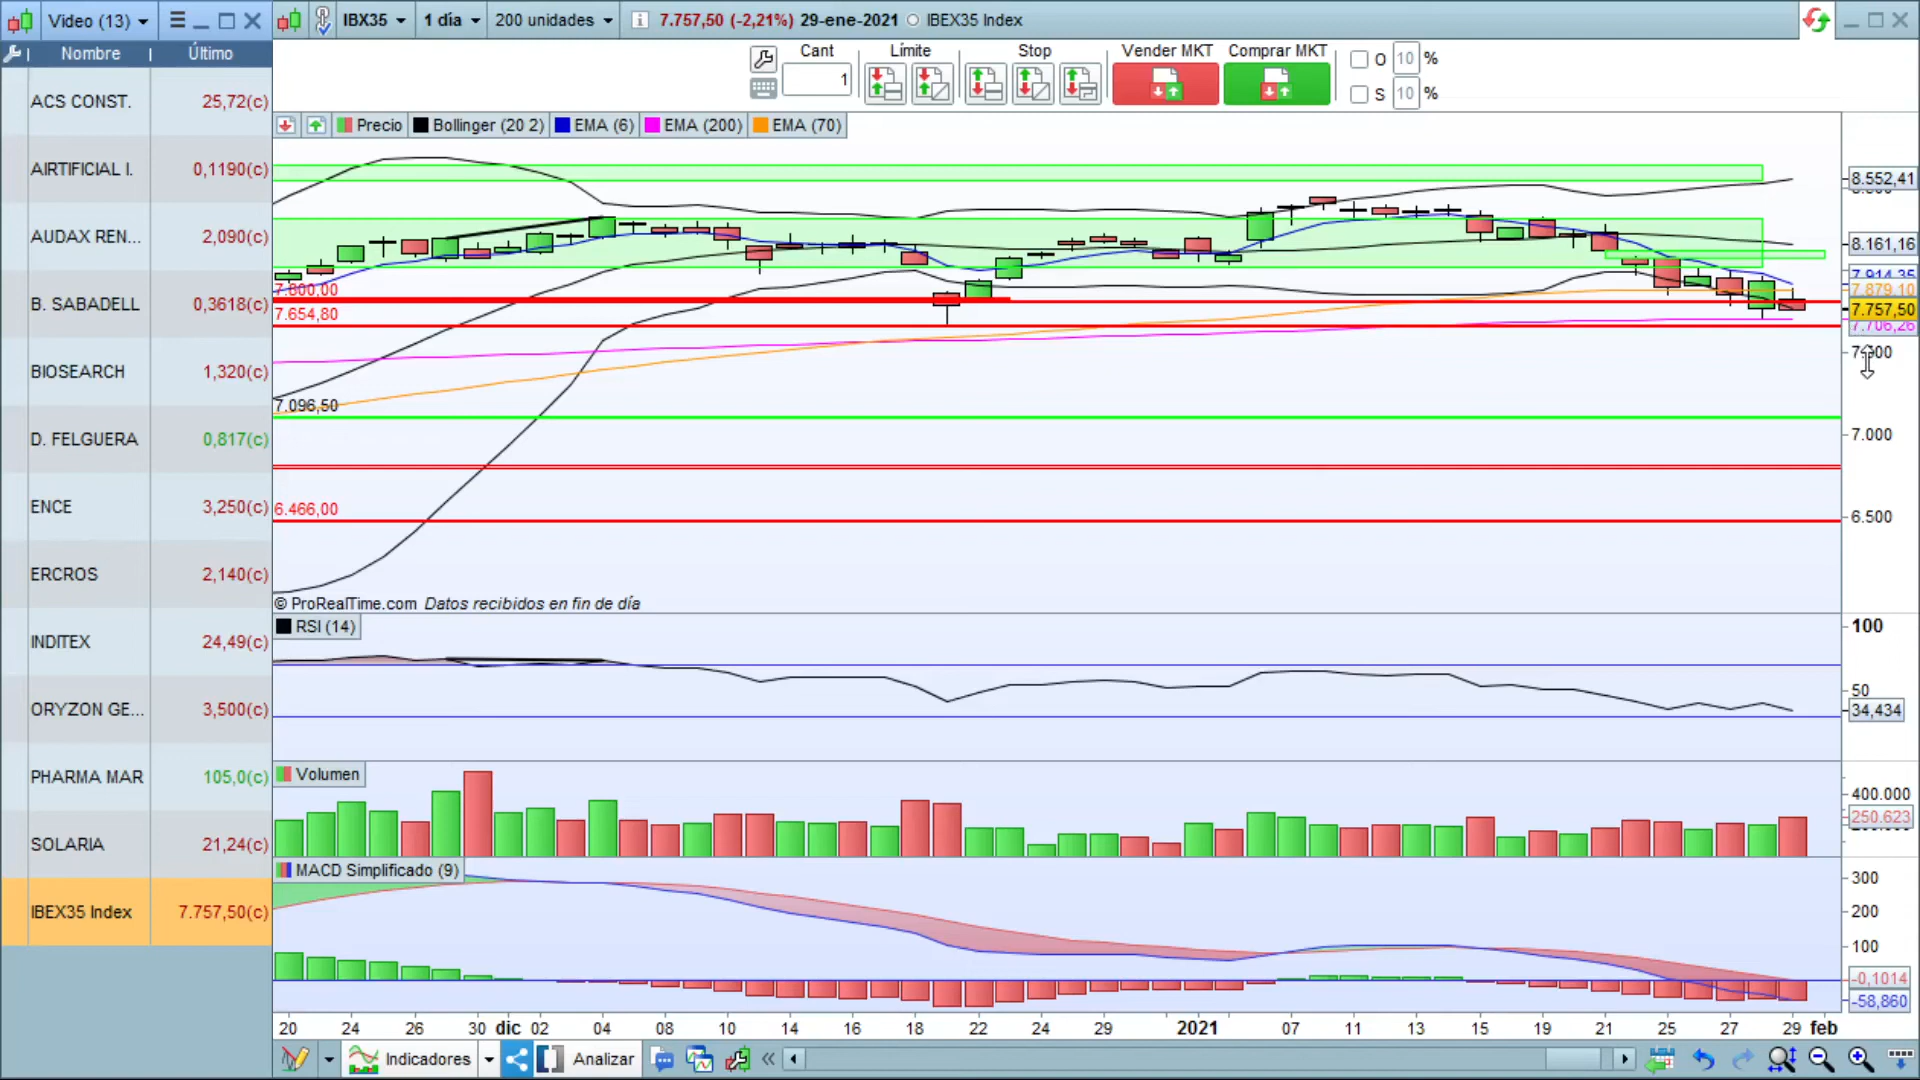 Video (13)
Nombre Último
ACS CONST. 25,72(c)
AIRTIFICIAL I. 0,1190(c)
AUDAX REN... 2,090(c)
B. SABADELL 0,3618(c)
BIOSEARCH 1,320(c)
D. FELGUERA 0,817(c)
ENCE 3,250(c)
ERCROS 2,140(c)
INDITEX 24,49(c)
ORYZON GE... 3,500(c)
PHARMA MAR 105,0(c)
SOLARIA 21,24(c)
IBEX35 Index 7.757,50(c)
IBX35 1 día 200 unidades 7.757,50 (-2,21%) 29-ene-2021 IBEX35 Index
Cant Límite Stop Vender MKT Comprar MKT
1
O 10 %
S 10 %
Precio Bollinger (20 2) EMA (6) EMA (200) EMA (70)
8.552,41
8.161,16
7.914,35
7.879,10
7.757,50
7.706,26
7.000
6.500
7.800,00
7.654,80
7.096,50
6.466,00
© ProRealTime.com Datos recibidos en fin de día
RSI (14)
100
50
34,434
Volumen
400.000
250.623
MACD Simplificado (9)
300
200
100
-0,1014
-58,860
20 24 26 30 dic 02 04 08 10 14 16 18 22 24 29 2021 07 11 13 15 19 21 25 27 29 feb
Indicadores Analizar